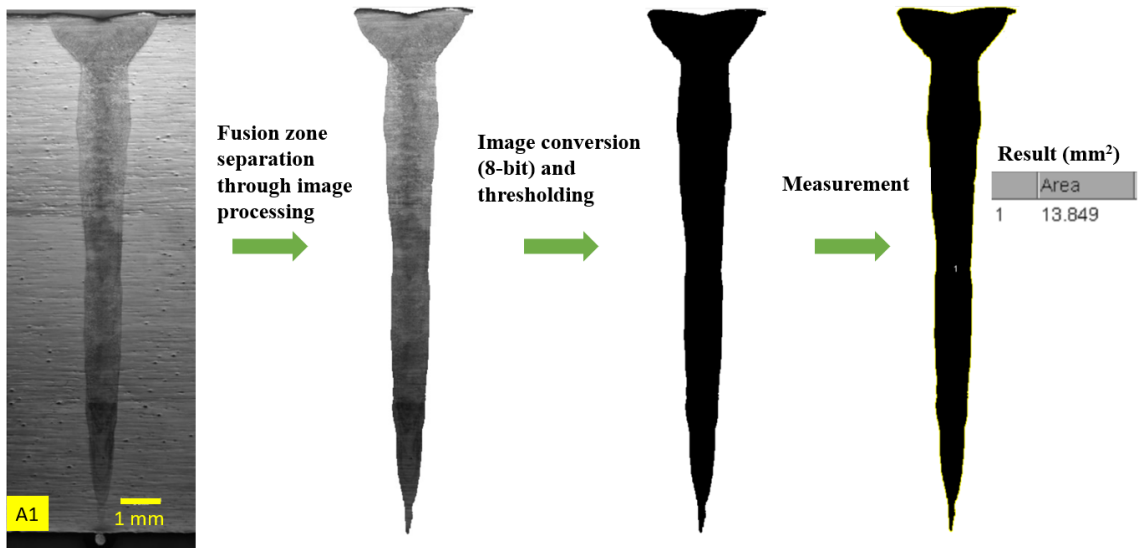 Fusion zone
separation
through image
processing
Image conversion
(8-bit) and
thresholding
Measurement
Result (mm²)
Area
1 13.849
1
A1
1 mm